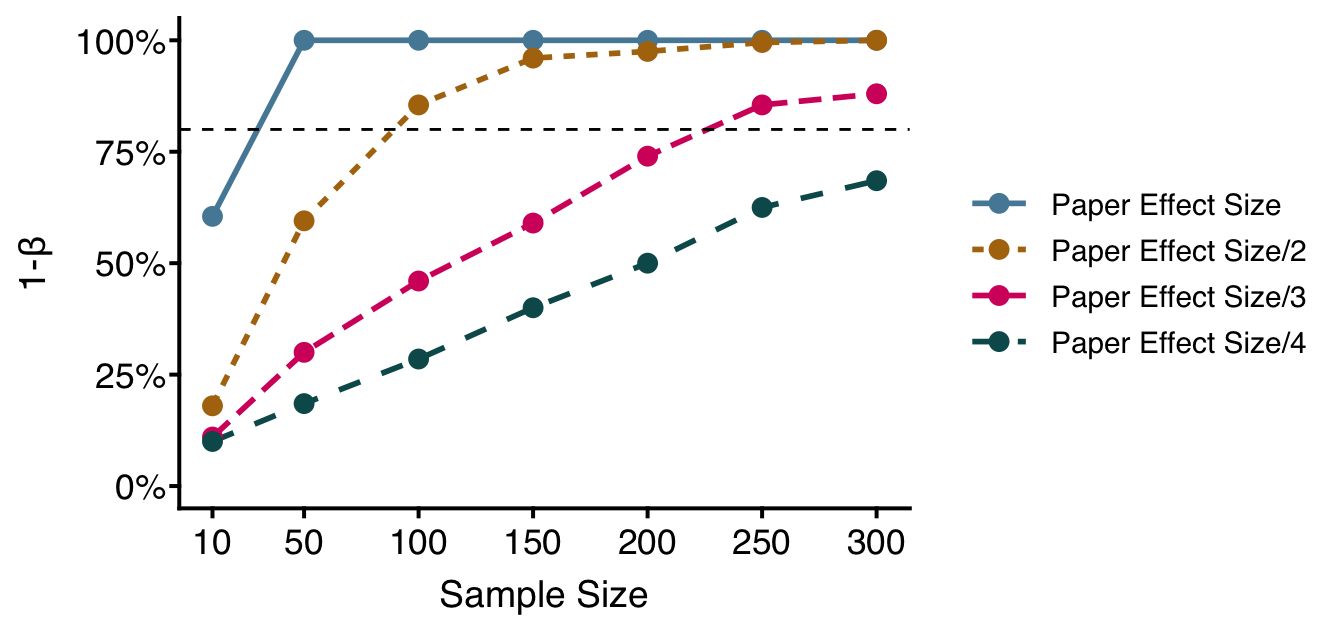 100%
75%
50%
25%
0%
1-β
10 50 100 150 200 250 300
Sample Size
Paper Effect Size
Paper Effect Size/2
Paper Effect Size/3
Paper Effect Size/4